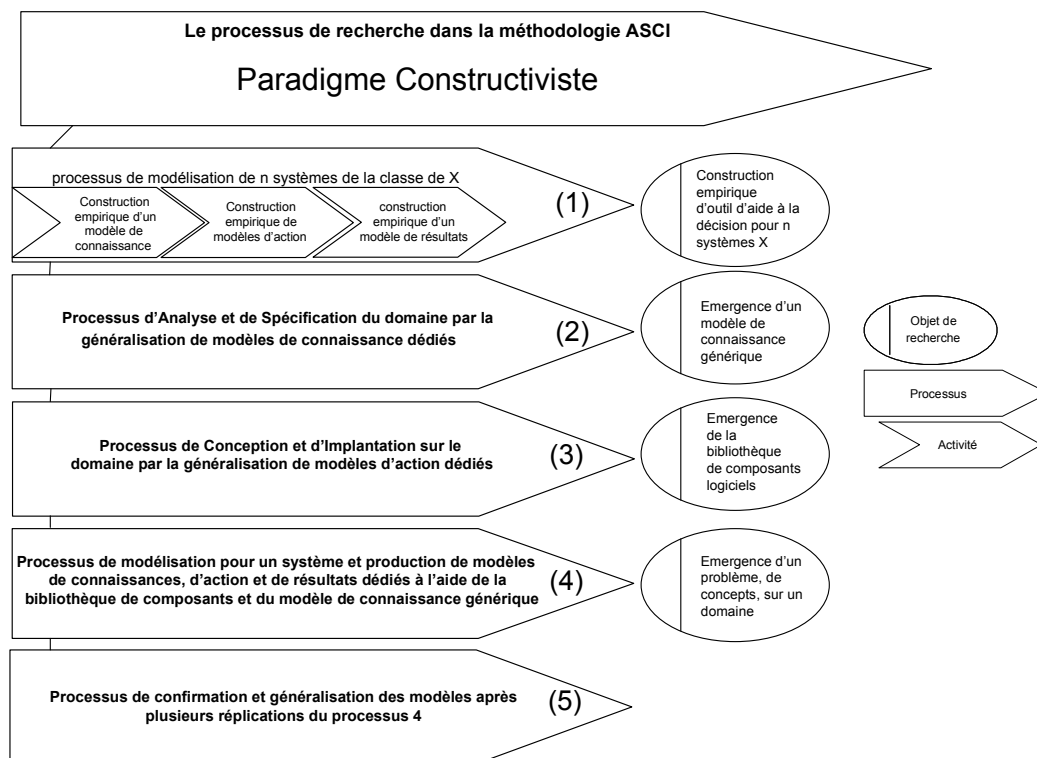 Le processus de recherche dans la méthodologie ASCI
Paradigme Constructiviste
processus de modélisation de n systèmes de la classe de X
Construction
empirique d'un
modèle de
connaissance
Construction
empirique de
modèles d'action
construction
empirique d'un
modèle de résultats
(1)
Construction
empirique
d'outil d'aide à la
décision pour n
systèmes X
Processus d'Analyse et de Spécification du domaine par la
généralisation de modèles de connaissance dédiés
(2)
Emergence d'un
modèle de
connaissance
générique
Objet de
recherche
Processus
Activité
Processus de Conception et d'Implantation sur le
domaine par la généralisation de modèles d'action dédiés
(3)
Emergence
de la
bibliothèque
de composants
logiciels
Processus de modélisation pour un système et production de modèles
de connaissances, d'action et de résultats dédiés à l'aide de la
bibliothèque de composants et du modèle de connaissance générique
(4)
Emergence d'un
problème, de
concepts, sur un
domaine
Processus de confirmation et généralisation des modèles après
plusieurs réplications du processus 4
(5)